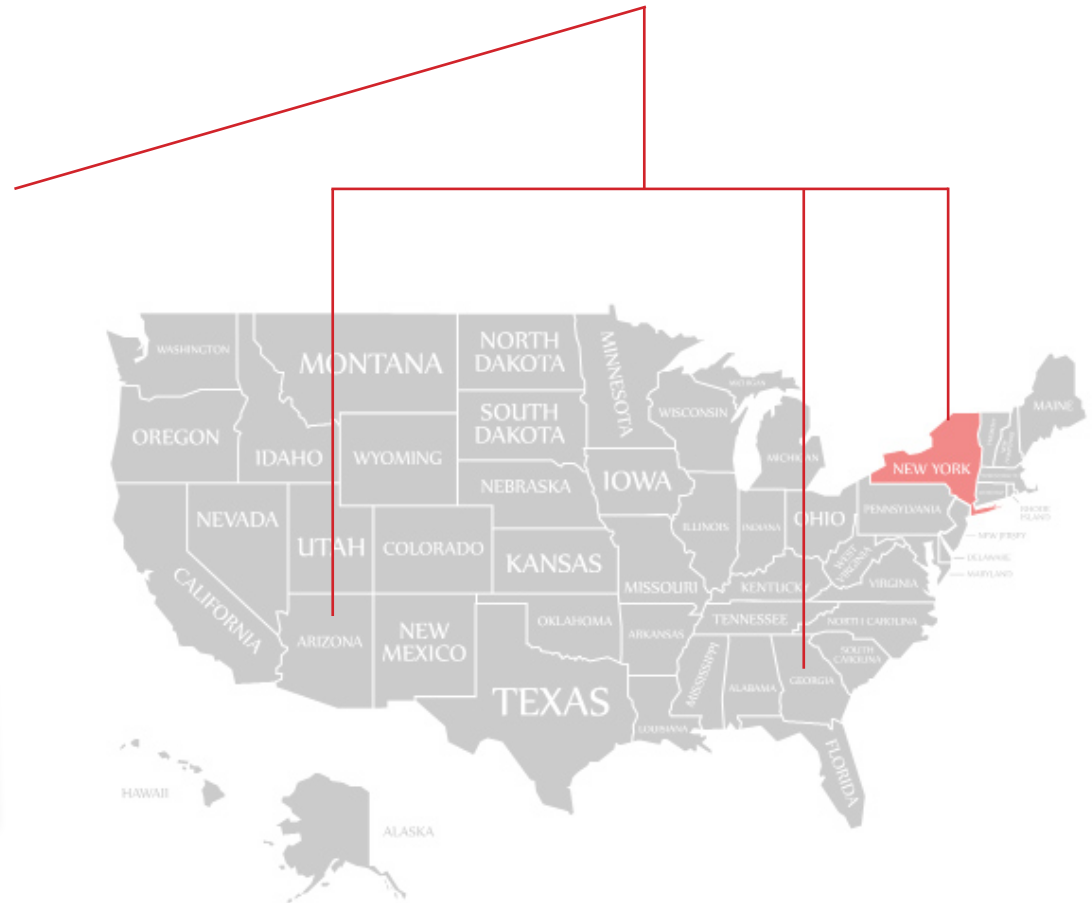 WASHINGTON
MONTANA
NORTH
DAKOTA
MINNESOTA
MICHIGAN
MAINE
OREGON
IDAHO
WYOMING
SOUTH
DAKOTA
WISCONSIN
MICHIGAN
NEW YORK
NEBRASKA
IOWA
NEVADA
UTAH
COLORADO
KANSAS
ILLINOIS
INDIANA
OHIO
PENNSYLVANIA
RHODE
ISLAND
NEW JERSEY
DELAWARE
MARYLAND
WEST
VIRGINIA
VIRGINIA
CALIFORNIA
MISSOURI
KENTUCKY
ARIZONA
NEW
MEXICO
OKLAHOMA
ARKANSAS
TENNESSEE
NORTH CAROLINA
SOUTH
CAROLINA
TEXAS
LOUISIANA
MISSISSIPPI
ALABAMA
GEORGIA
FLORIDA
HAWAII
ALASKA